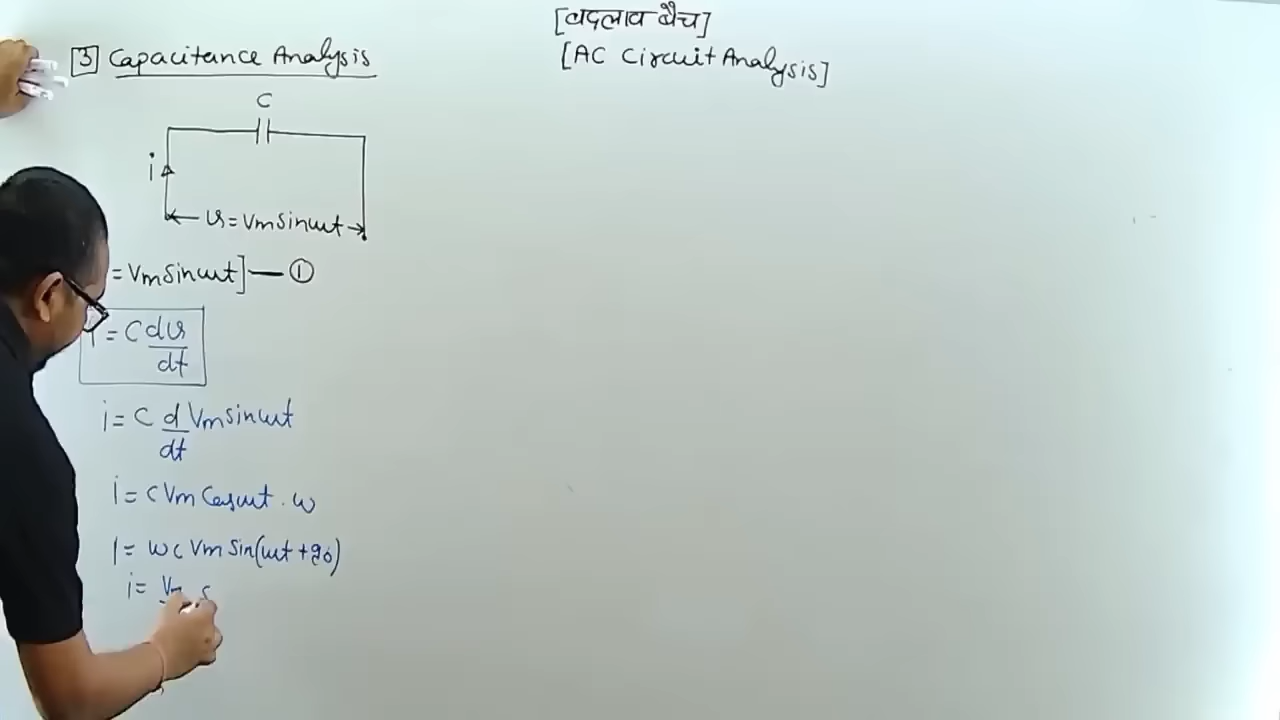 [बदलाव बैच]
[AC Circuit Analysis]
[3] Capacitance Analysis
C
i
v = Vm sinωt
= Vm sinωt] — ①
i = C dv/dt
i = C d/dt Vm sinωt
i = C Vm Cosωt . ω
i = ωC Vm Sin(ωt + 90)
i = Vm S